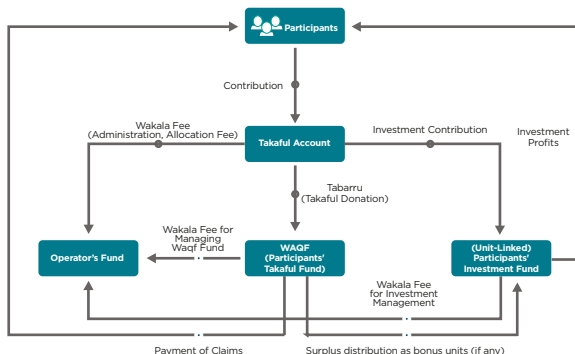 Participants
Contribution
Wakala Fee
(Administration, Allocation Fee)
Takaful Account
Investment Contribution
Investment
Profits
Tabarru
(Takaful Donation)
Wakala Fee for
Managing
Waqf Fund
Operator's Fund
WAQF
(Participants'
Takaful Fund)
(Unit-Linked)
Participants'
Investment Fund
Wakala Fee
for Investment
Management
Payment of Claims
Surplus distribution as bonus units (if any)